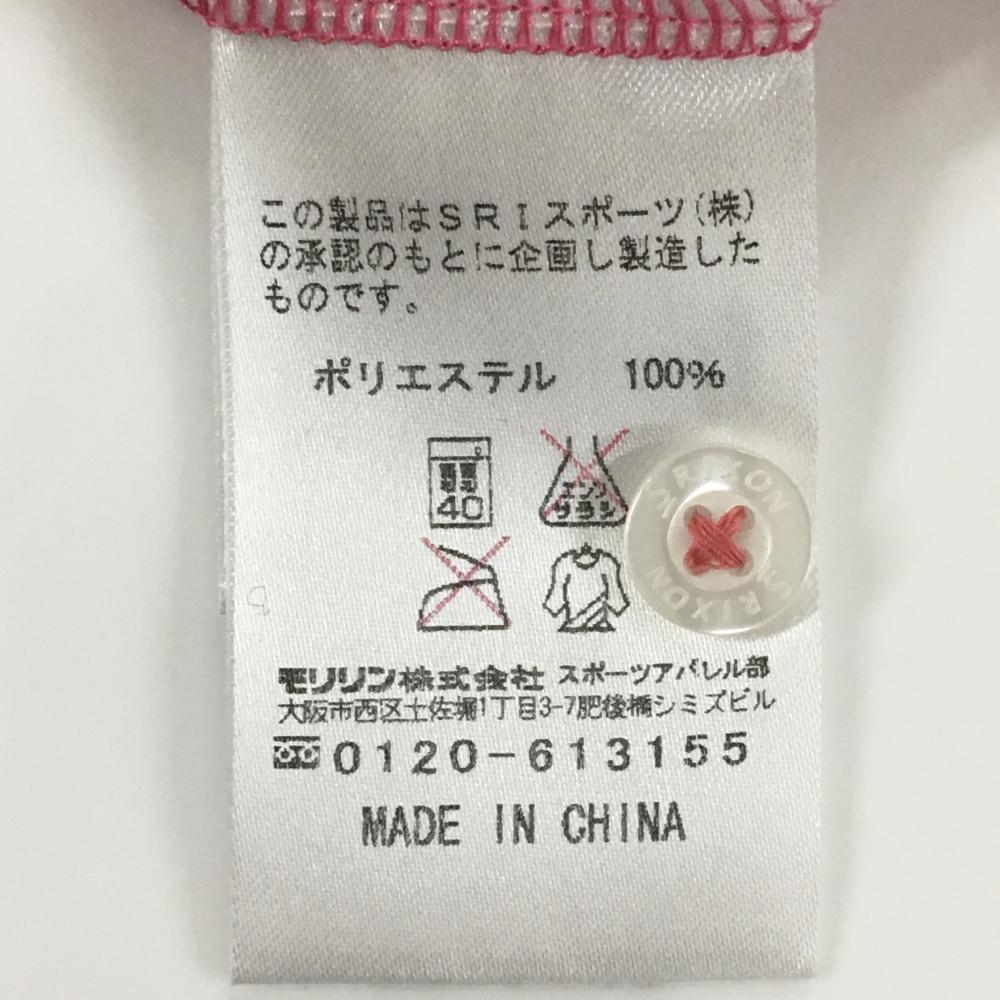 この製品はSRIスポーツ(株)
の承認のもとに企画し製造した
ものです。
ポリエステル 100%
40
SRIXON
SRIXON
モリリン株式会社 スポーツアパレル部
大阪市西区土佐堀1丁目3-7肥後橋シミズビル
0120-613155
MADE IN CHINA